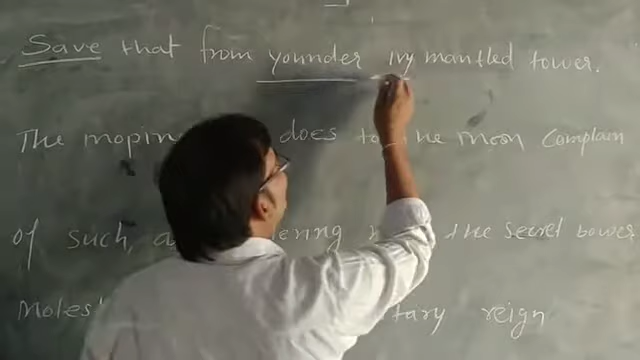 Save that from younder ivy mantled tower.
The mopin does to the moon Complain
of such, a ering the secret bower
Moles tary reign